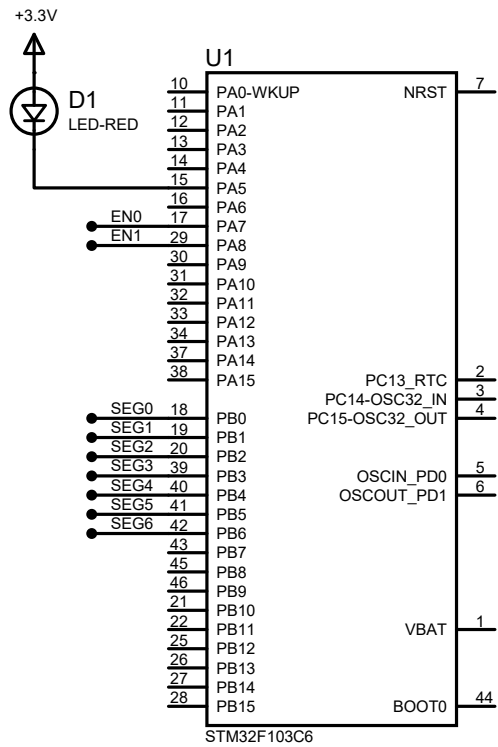 +3.3V
D1
LED-RED
U1
10 PA0-WKUP NRST 7
11 PA1
12 PA2
13 PA3
14 PA4
15 PA5
16 PA6
EN0 17 PA7
EN1 29 PA8
30 PA9
31 PA10
32 PA11
33 PA12
34 PA13
37 PA14
38 PA15
PC13_RTC 2
PC14-OSC32_IN 3
SEG0 18 PB0 PC15-OSC32_OUT 4
SEG1 19 PB1
SEG2 20 PB2
SEG3 39 PB3 OSCIN_PD0 5
SEG4 40 PB4 OSCOUT_PD1 6
SEG5 41 PB5
SEG6 42 PB6
43 PB7
45 PB8
46 PB9
21 PB10
22 PB11 VBAT 1
25 PB12
26 PB13
27 PB14
28 PB15 BOOT0 44
STM32F103C6